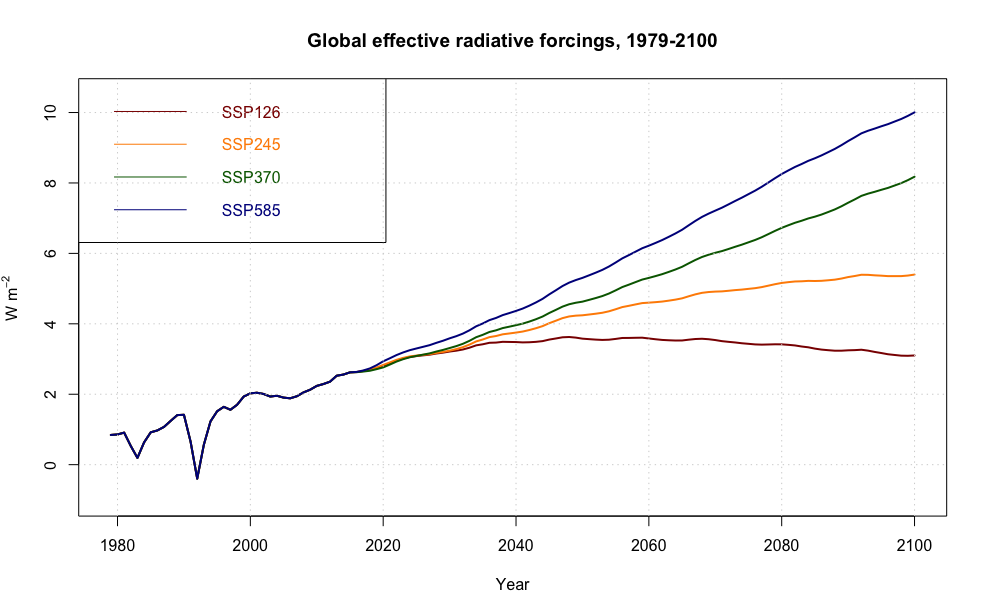 Global effective radiative forcings, 1979-2100
SSP126
SSP245
SSP370
SSP585
W m−2
10
8
6
4
2
0
1980 2000 2020 2040 2060 2080 2100
Year